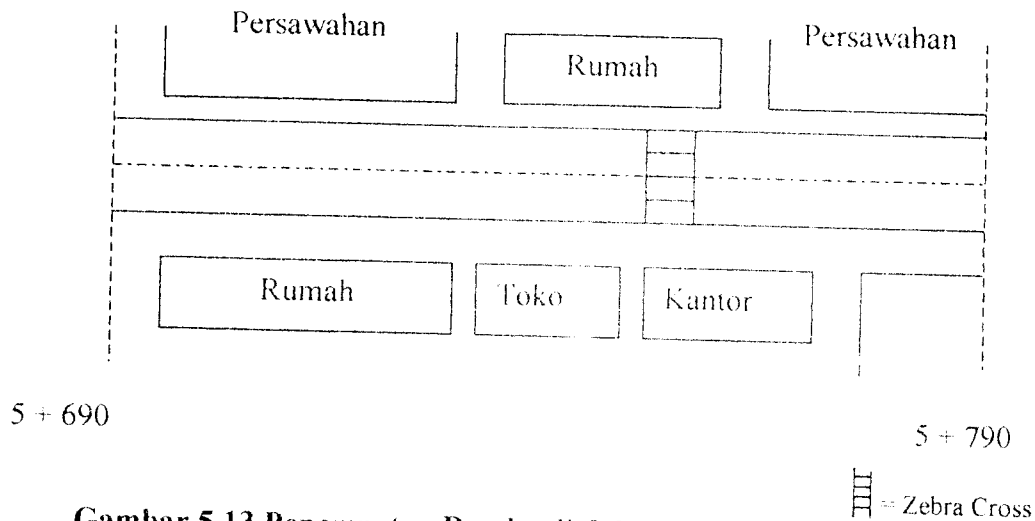 Persawahan
Rumah
Persawahan
Rumah
Toko
Kantor
5 + 690
5 + 790
= Zebra Cross
Gambar 5.13